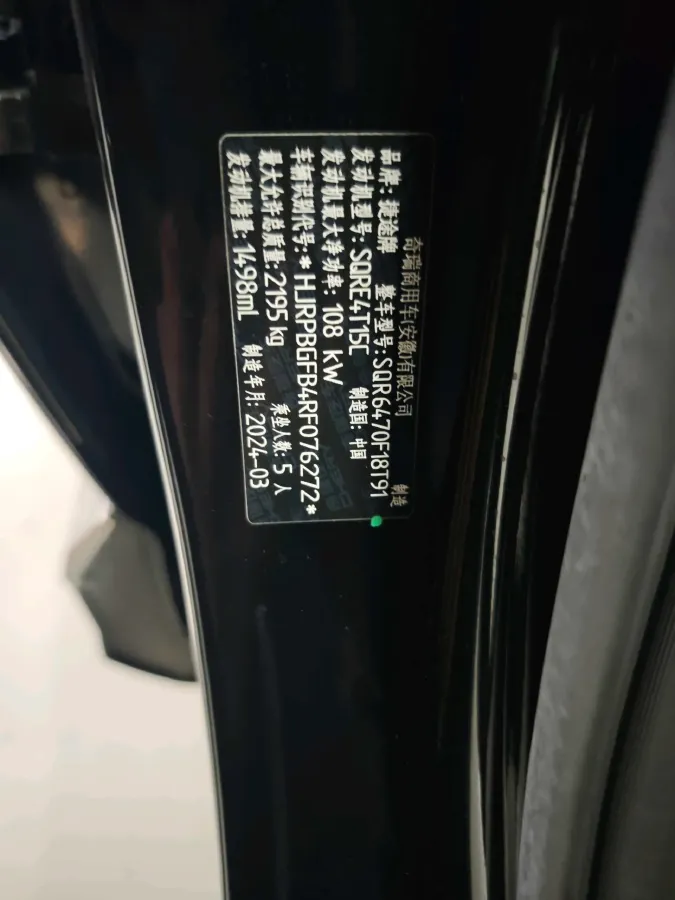 奇瑞商用车(安徽)有限公司 制造
品牌:捷途牌 整车型号:SQR6470F18T91
发动机型号:SQRE4T15C 制造国:中国
发动机最大净功率:108 kW
车辆识别代号:*HJRPBGFB4RF076272*
最大允许总质量:2195 kg 乘坐人数:5 人
发动机排量:1498mL 制造年月:2024-03